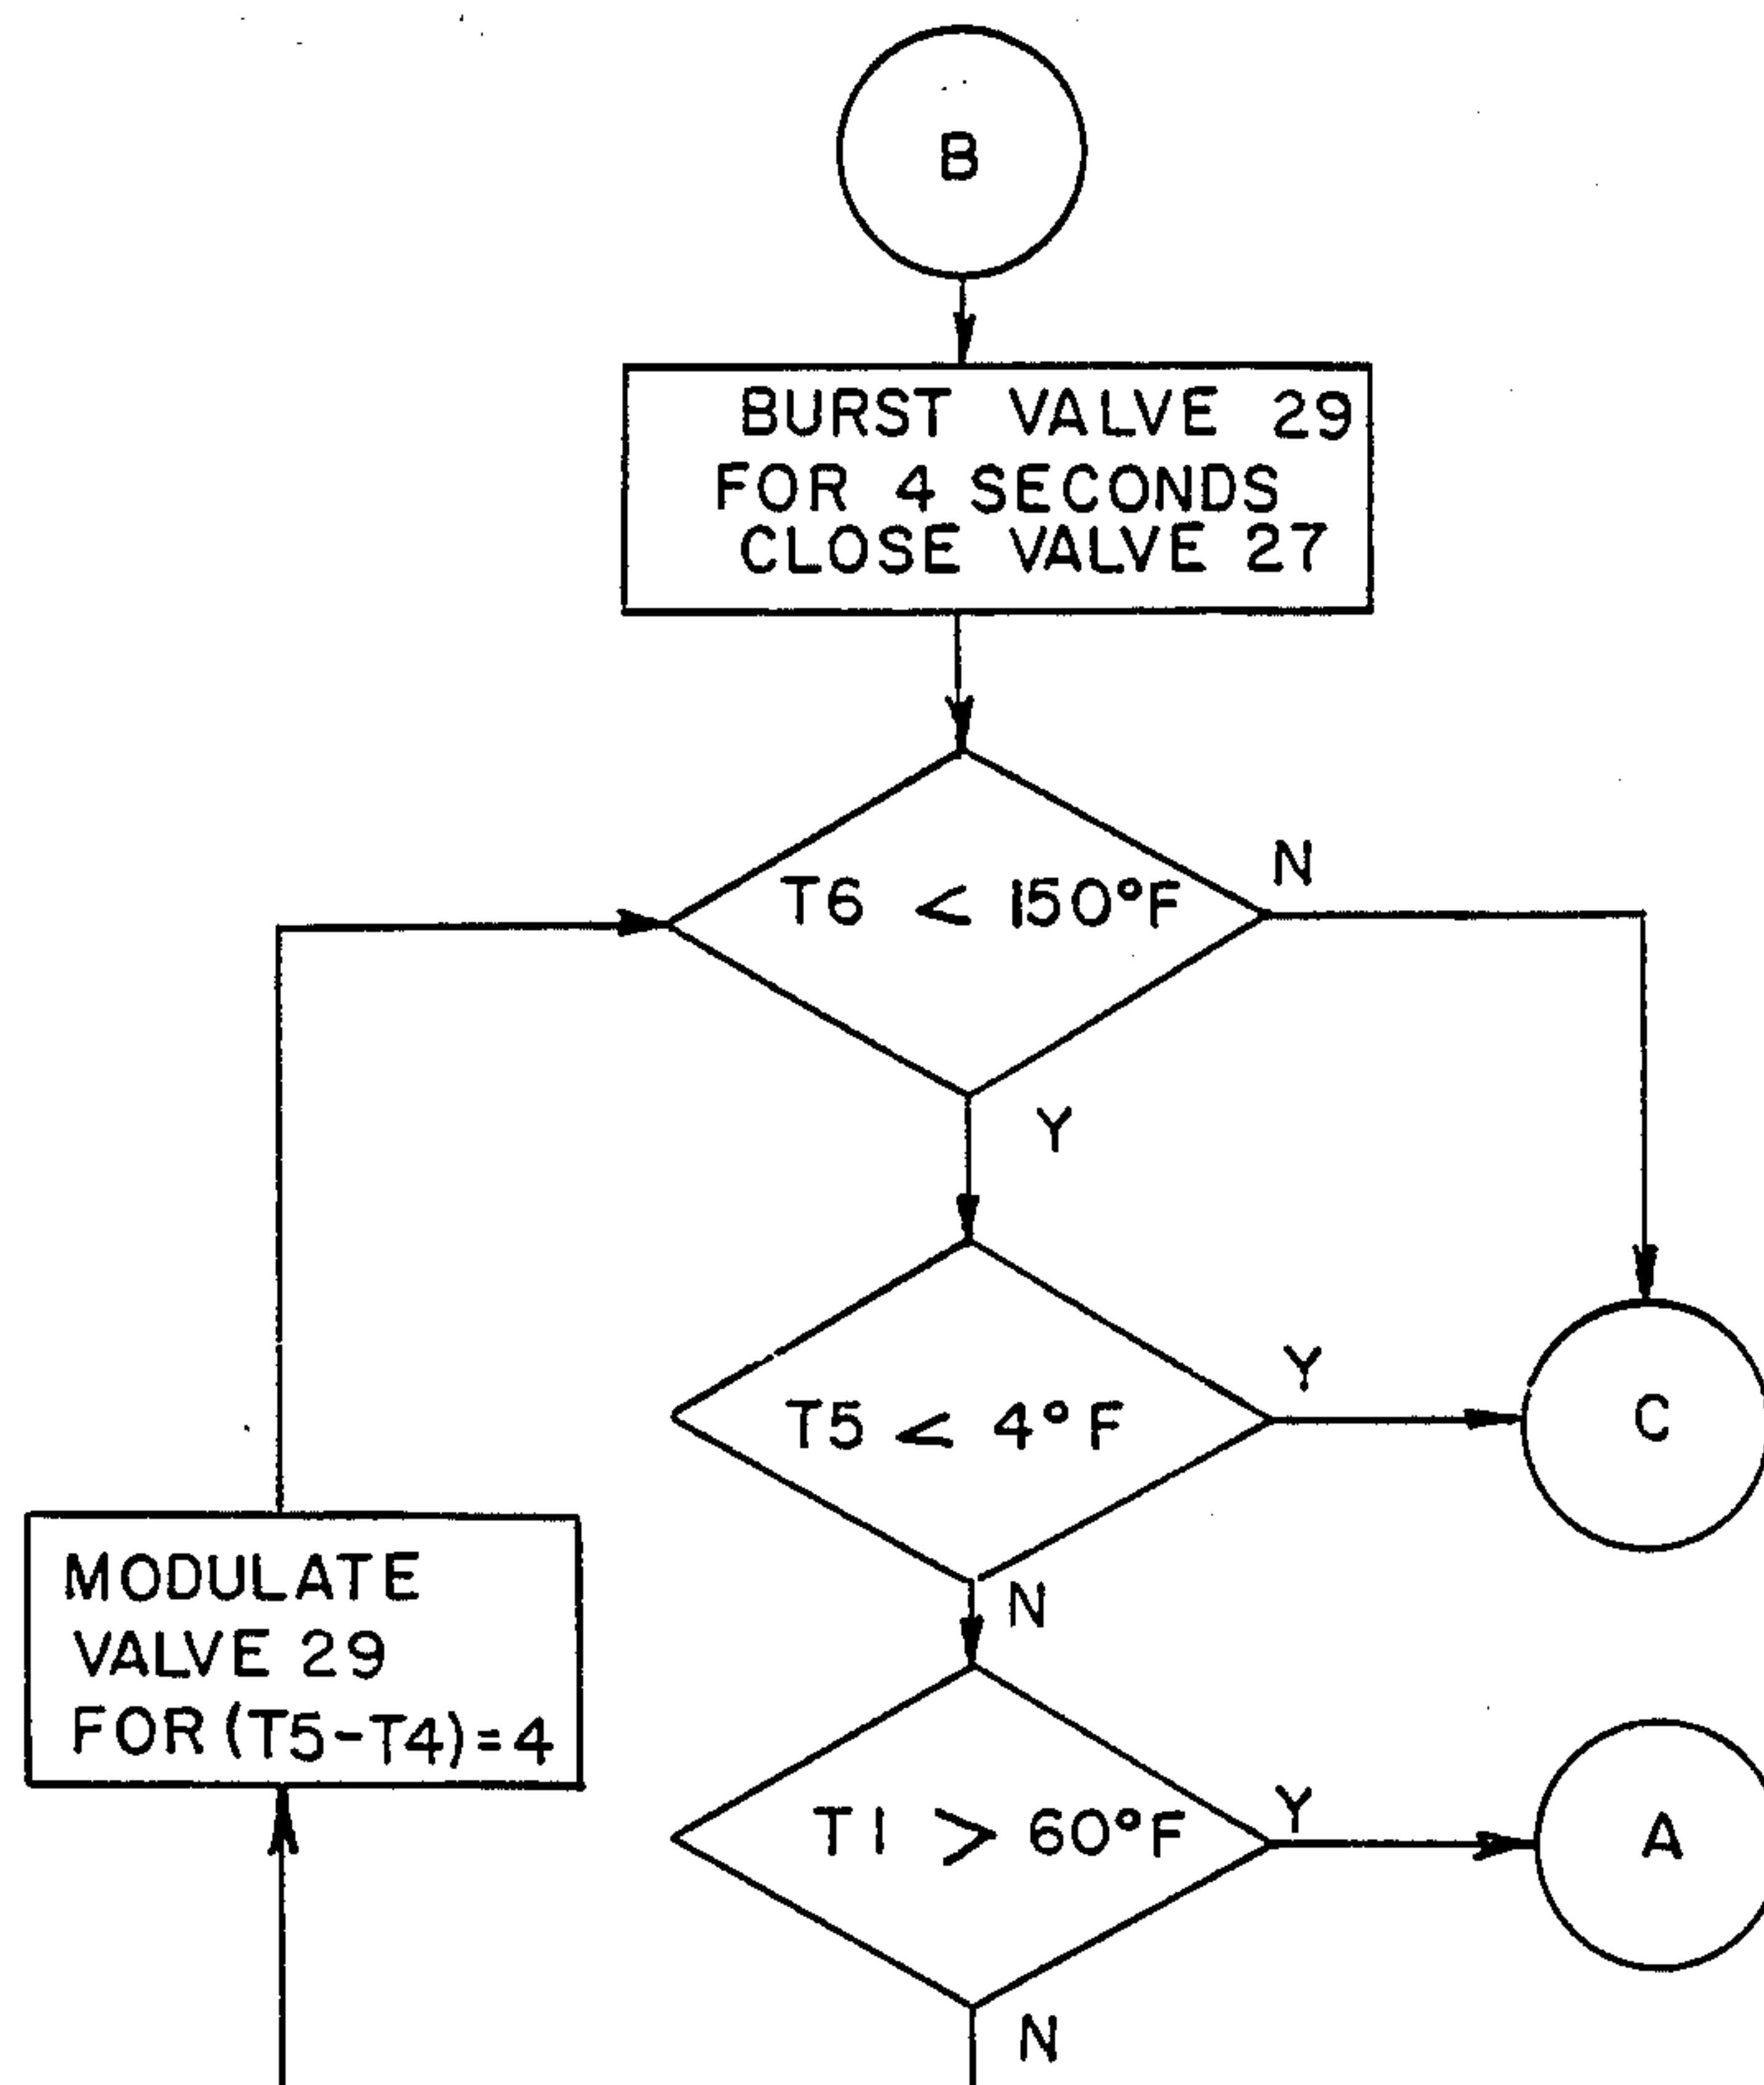 B
BURST VALVE 29
FOR 4 SECONDS
CLOSE VALVE 27
T6 < 150°F
N
Y
T5 < 4°F
Y
C
N
MODULATE
VALVE 29
FOR (T5-T4)=4
T1 > 60°F
Y
A
N